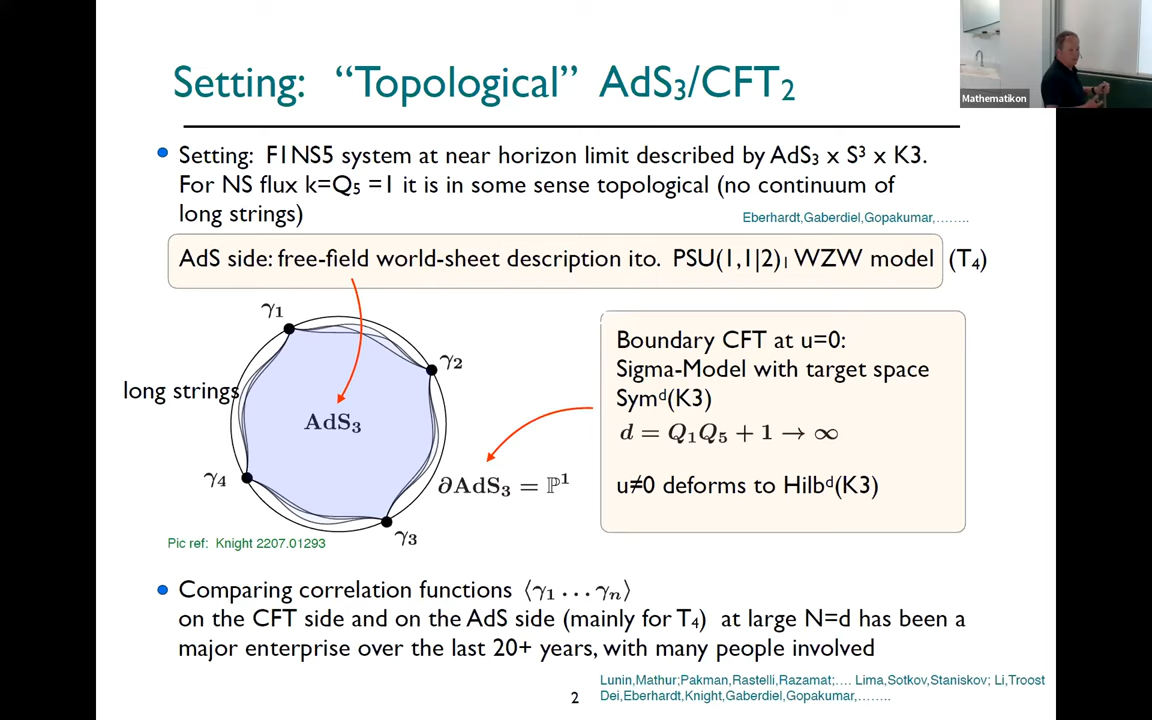 Setting: “Topological” AdS₃/CFT₂
Mathematikon
• Setting: F1NS5 system at near horizon limit described by AdS₃ x S³ x K3.
For NS flux k=Q₅ =1 it is in some sense topological (no continuum of
long strings)
Eberhardt,Gaberdiel,Gopakumar,........
AdS side: free-field world-sheet description ito. PSU(1,1|2)₁ WZW model (T₄)
γ₁
γ₂
long strings
AdS₃
γ₄
∂AdS₃ = ℙ¹
γ₃
Pic ref: Knight 2207.01293
Boundary CFT at u=0:
Sigma-Model with target space
Symᵈ(K3)
d = Q₁Q₅ + 1 → ∞
u≠0 deforms to Hilbᵈ(K3)
• Comparing correlation functions ⟨γ₁ . . . γₙ⟩
on the CFT side and on the AdS side (mainly for T₄) at large N=d has been a
major enterprise over the last 20+ years, with many people involved
Lunin,Mathur;Pakman,Rastelli,Razamat;.... Lima,Sotkov,Staniskov; Li,Troost
Dei,Eberhardt,Knight,Gaberdiel,Gopakumar,........
2